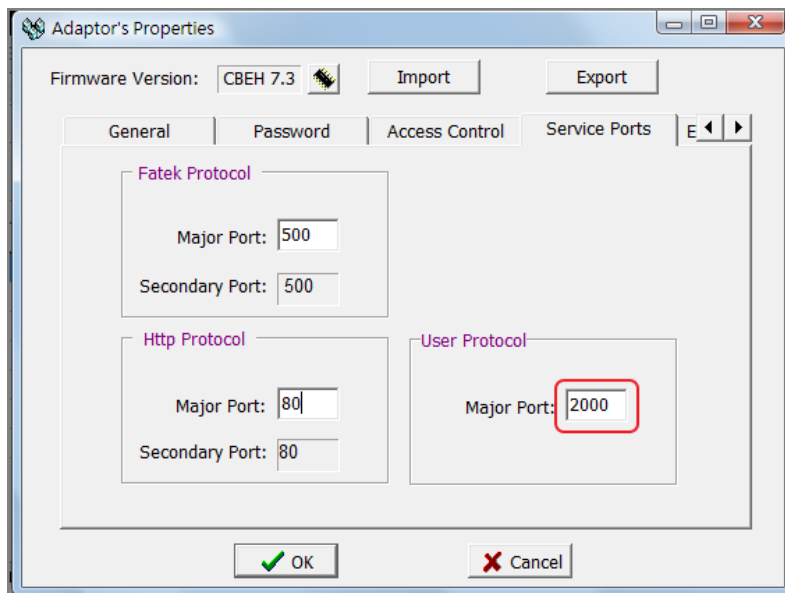 Adaptor's Properties
Firmware Version: CBEH 7.3 Import Export
General Password Access Control Service Ports E
Fatek Protocol
Major Port: 500
Secondary Port: 500
Http Protocol
Major Port: 80
Secondary Port: 80
User Protocol
Major Port: 2000
OK Cancel